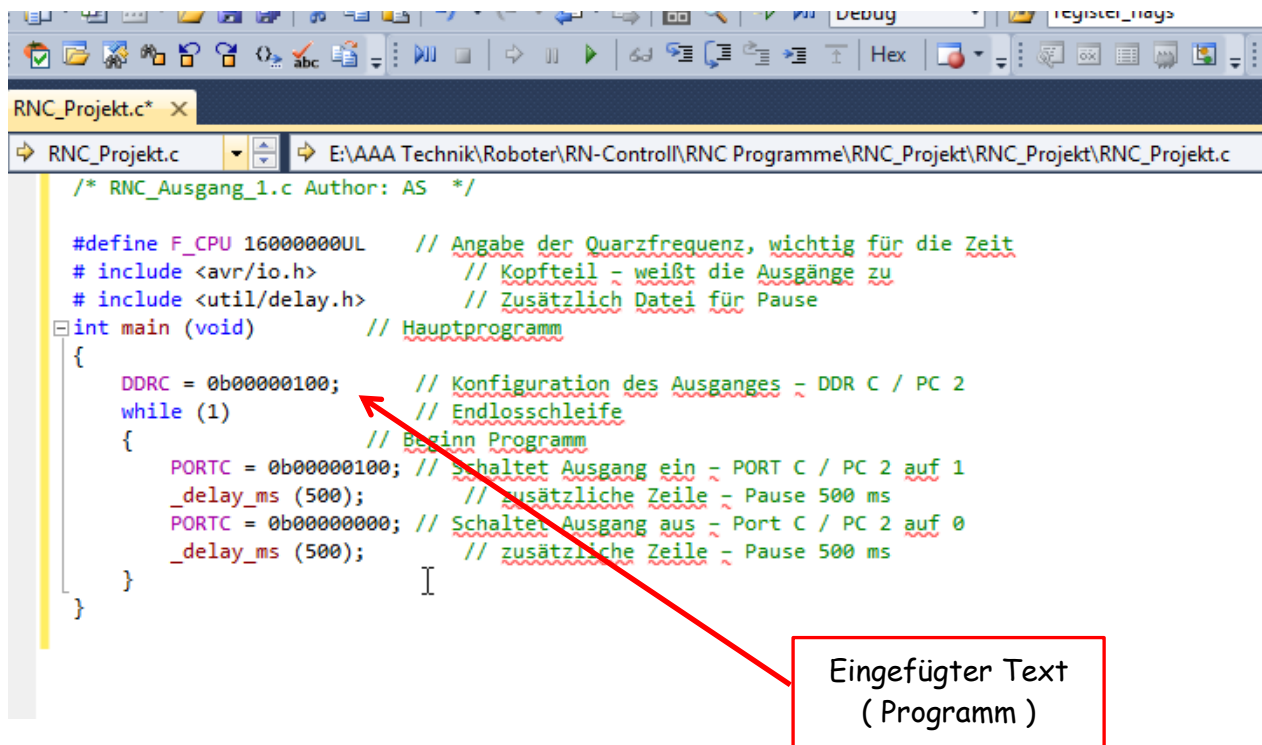 Debug register_flags
Hex
RNC_Projekt.c*
RNC_Projekt.c E:\AAA Technik\Roboter\RN-Controll\RNC Programme\RNC_Projekt\RNC_Projekt\RNC_Projekt.c
/* RNC_Ausgang_1.c Author: AS */
#define F_CPU 16000000UL // Angabe der Quarzfrequenz, wichtig für die Zeit
# include <avr/io.h> // Kopfteil – weißt die Ausgänge zu
# include <util/delay.h> // Zusätzlich Datei für Pause
int main (void) // Hauptprogramm
{
DDRC = 0b00000100; // Konfiguration des Ausganges – DDR C / PC 2
while (1) // Endlosschleife
{ // Beginn Programm
PORTC = 0b00000100; // Schaltet Ausgang ein – PORT C / PC 2 auf 1
_delay_ms (500); // zusätzliche Zeile – Pause 500 ms
PORTC = 0b00000000; // Schaltet Ausgang aus – Port C / PC 2 auf 0
_delay_ms (500); // zusätzliche Zeile – Pause 500 ms
}
}
Eingefügter Text
( Programm )